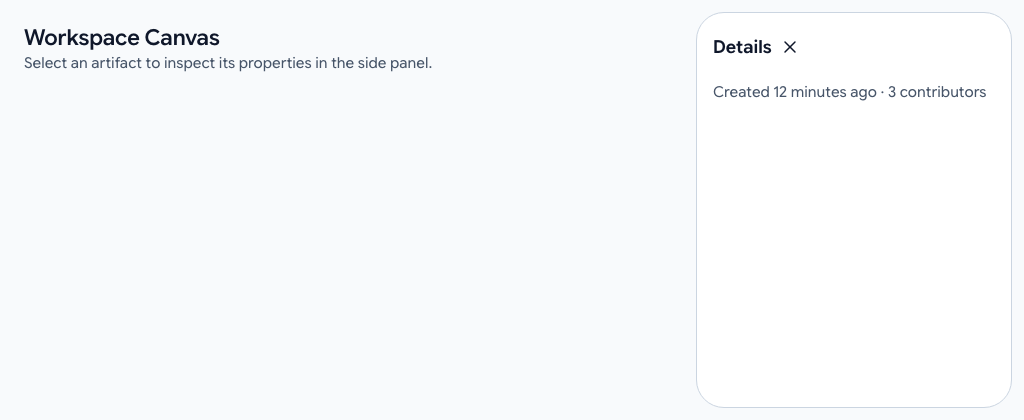 Workspace Canvas
Select an artifact to inspect its properties in the side panel.
Details
Created 12 minutes ago · 3 contributors